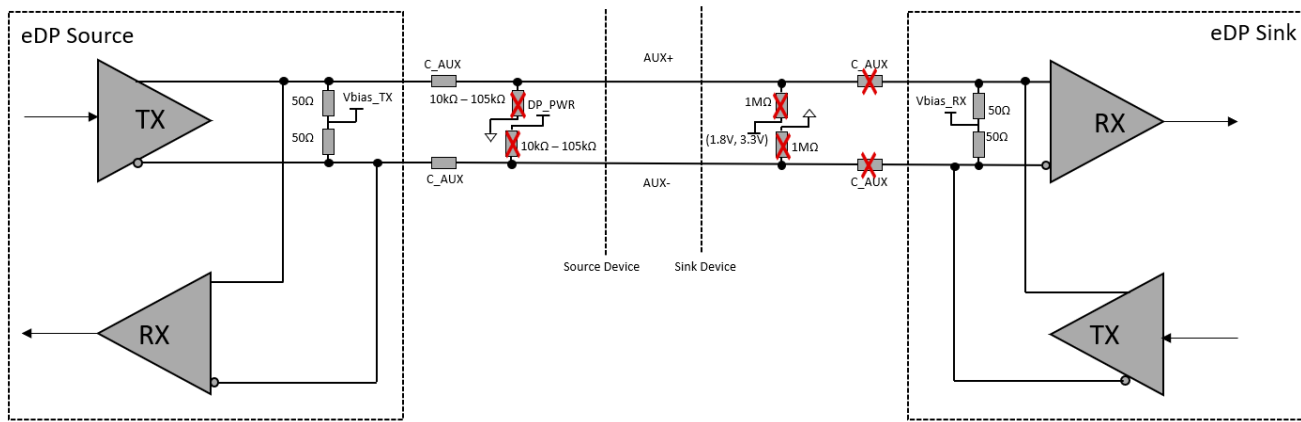 eDP Source
eDP Sink
AUX+
C_AUX
C_AUX
50Ω
Vbias_TX
10kΩ – 105kΩ
DP_PWR
1MΩ
Vbias_RX
50Ω
TX
RX
50Ω
10kΩ – 105kΩ
(1.8V, 3.3V)
1MΩ
50Ω
C_AUX
AUX-
C_AUX
Source Device
Sink Device
RX
TX